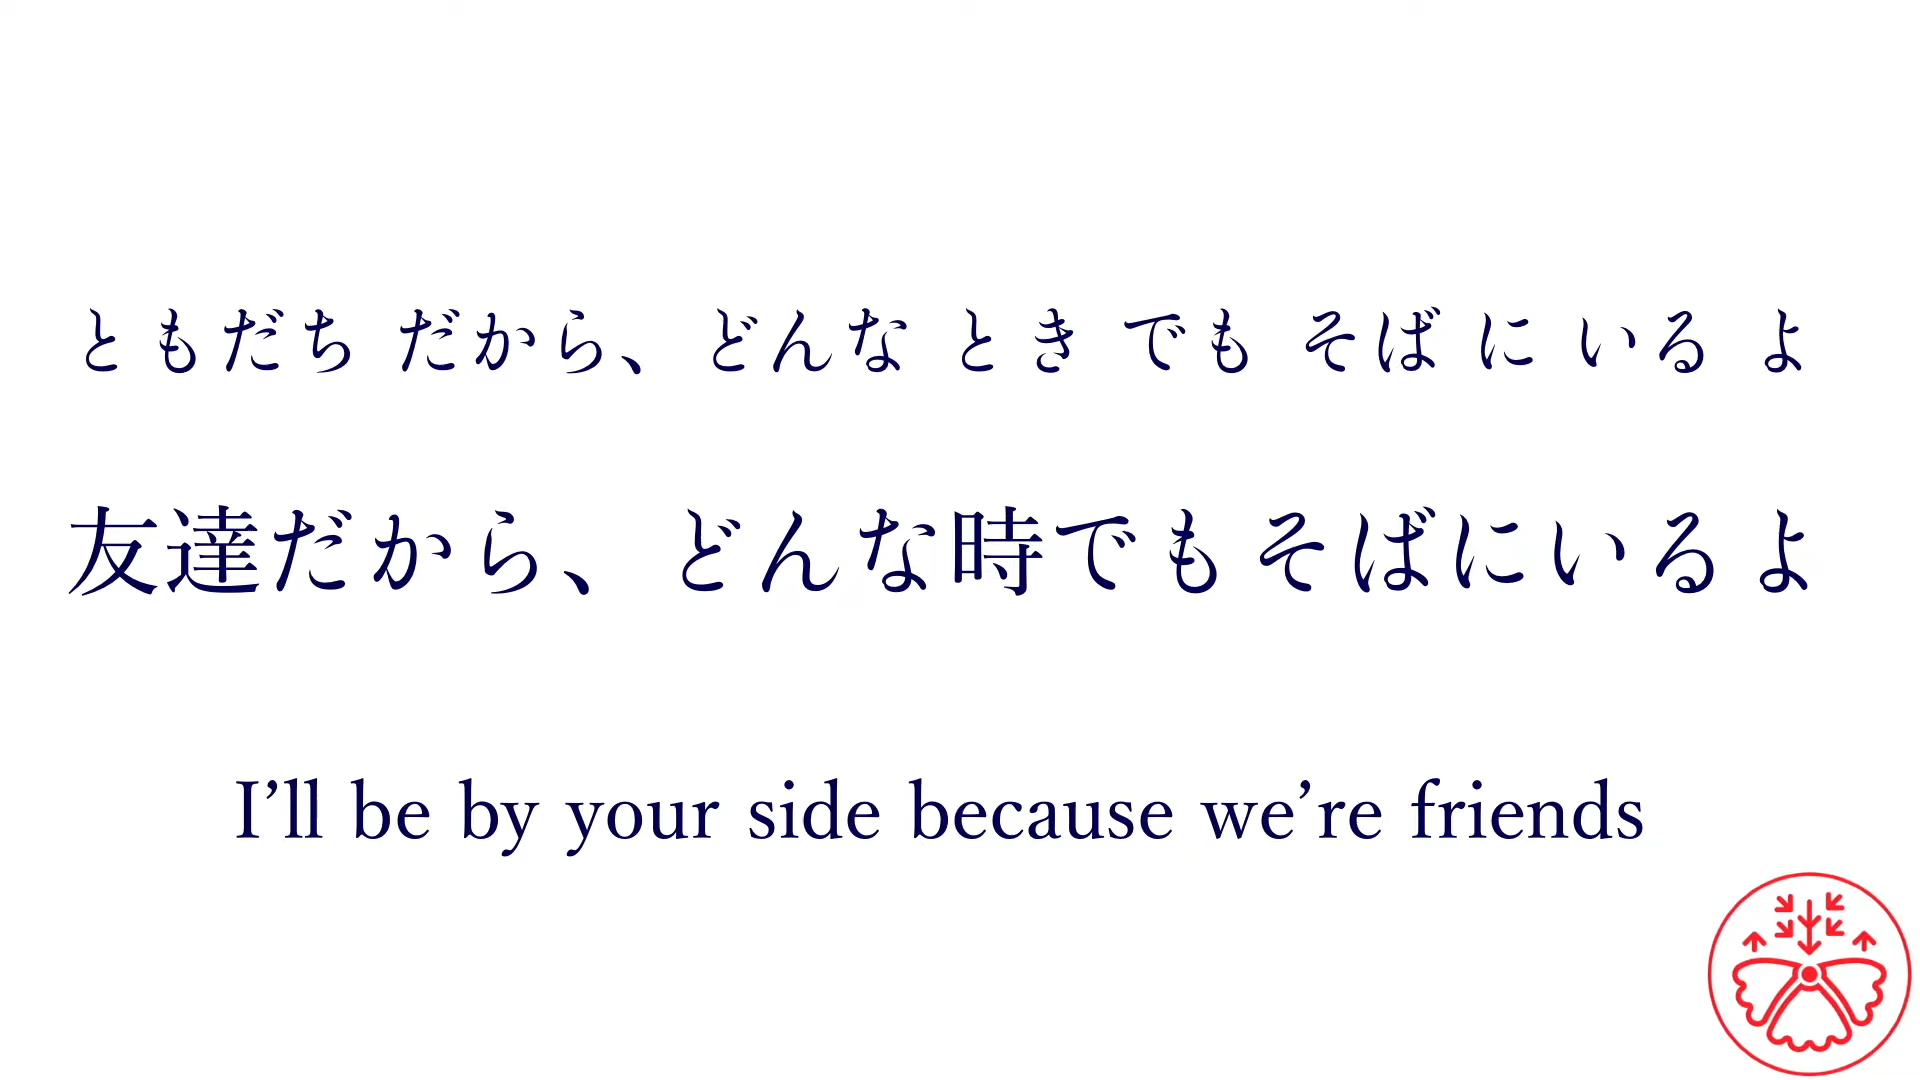 ともだち だから、どんな とき でも そば に いる よ
友達だから、どんな時でもそばにいるよ
I’ll be by your side because we’re friends